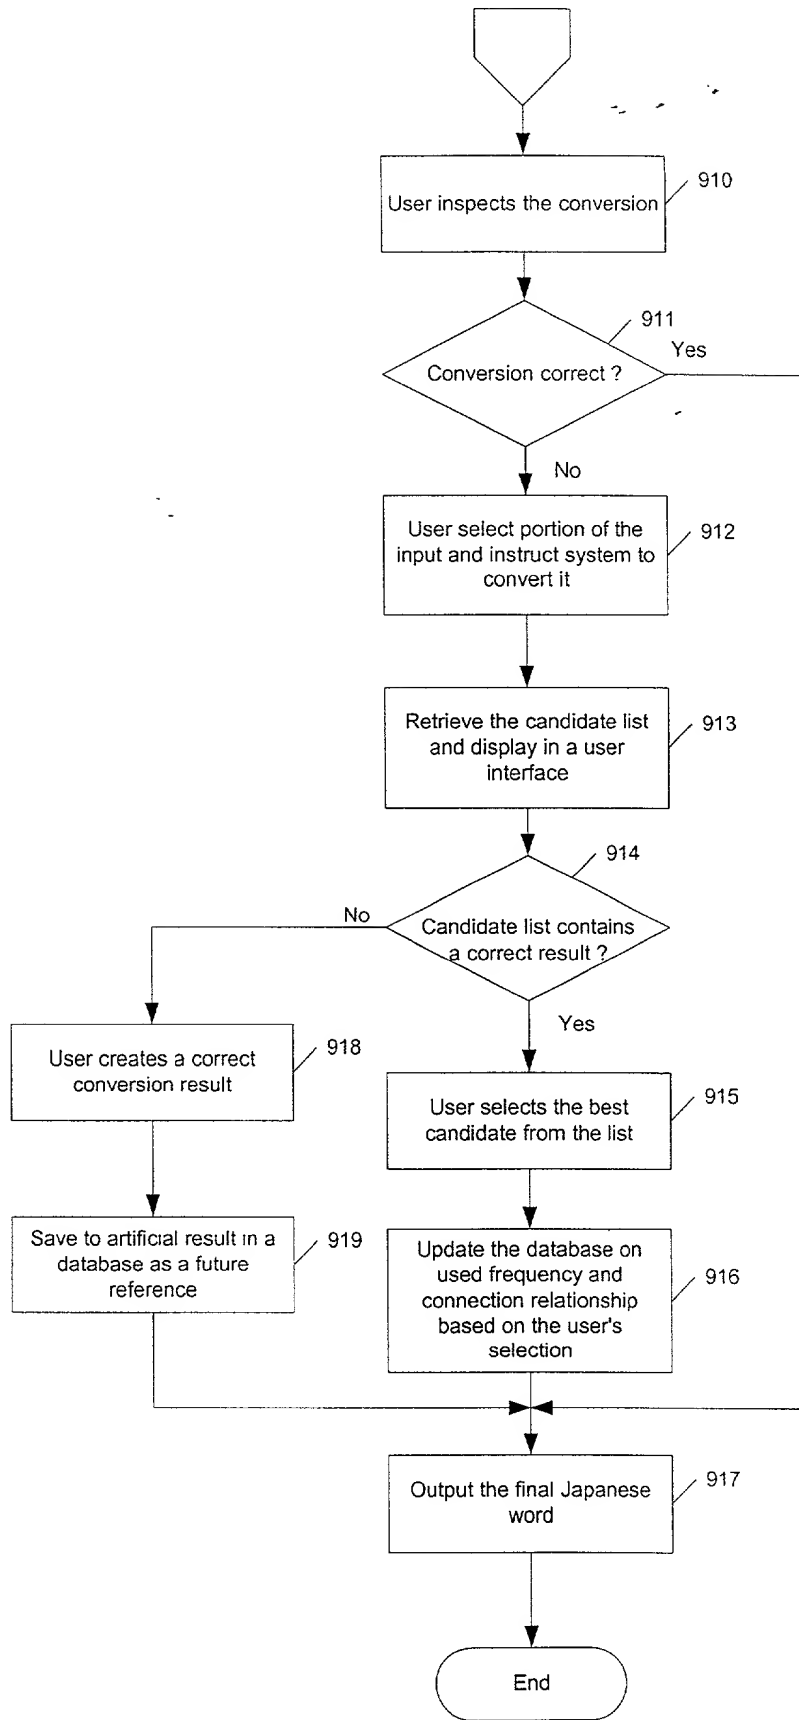 User inspects the conversion
910
911
Conversion correct ?
Yes
No
User select portion of the
input and instruct system to
convert it
912
Retrieve the candidate list
and display in a user
interface
913
914
Candidate list contains
a correct result ?
No
Yes
User creates a correct
conversion result
918
User selects the best
candidate from the list
915
Save to artificial result in a
database as a future
reference
919
Update the database on
used frequency and
connection relationship
based on the user's
selection
916
Output the final Japanese
word
917
End